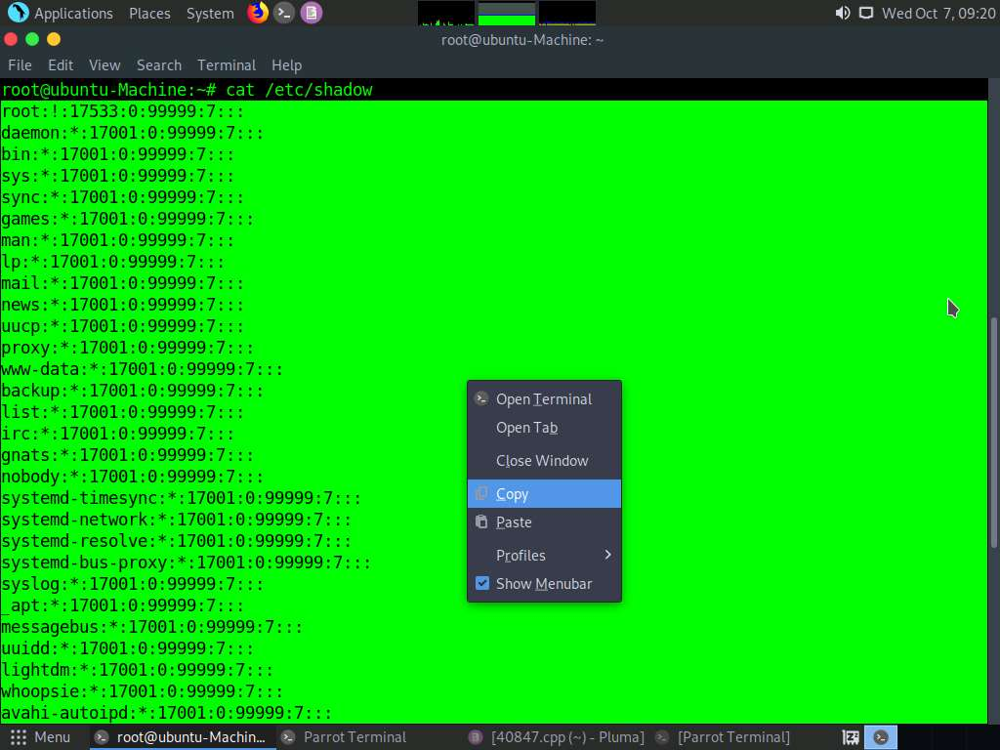 Applications Places System Wed Oct 7, 09:20
root@ubuntu-Machine: ~
File Edit View Search Terminal Help
root@ubuntu-Machine:~# cat /etc/shadow
root:!:17533:0:99999:7:::
daemon:*:17001:0:99999:7:::
bin:*:17001:0:99999:7:::
sys:*:17001:0:99999:7:::
sync:*:17001:0:99999:7:::
games:*:17001:0:99999:7:::
man:*:17001:0:99999:7:::
lp:*:17001:0:99999:7:::
mail:*:17001:0:99999:7:::
news:*:17001:0:99999:7:::
uucp:*:17001:0:99999:7:::
proxy:*:17001:0:99999:7:::
www-data:*:17001:0:99999:7:::
backup:*:17001:0:99999:7:::
list:*:17001:0:99999:7:::
irc:*:17001:0:99999:7:::
gnats:*:17001:0:99999:7:::
nobody:*:17001:0:99999:7:::
systemd-timesync:*:17001:0:99999:7:::
systemd-network:*:17001:0:99999:7:::
systemd-resolve:*:17001:0:99999:7:::
systemd-bus-proxy:*:17001:0:99999:7:::
syslog:*:17001:0:99999:7:::
_apt:*:17001:0:99999:7:::
messagebus:*:17001:0:99999:7:::
uuidd:*:17001:0:99999:7:::
lightdm:*:17001:0:99999:7:::
whoopsie:*:17001:0:99999:7:::
avahi-autoipd:*:17001:0:99999:7:::
Open Terminal
Open Tab
Close Window
Copy
Paste
Profiles
Show Menubar
Menu root@ubuntu-Machin... Parrot Terminal [40847.cpp (~) - Pluma] [Parrot Terminal]